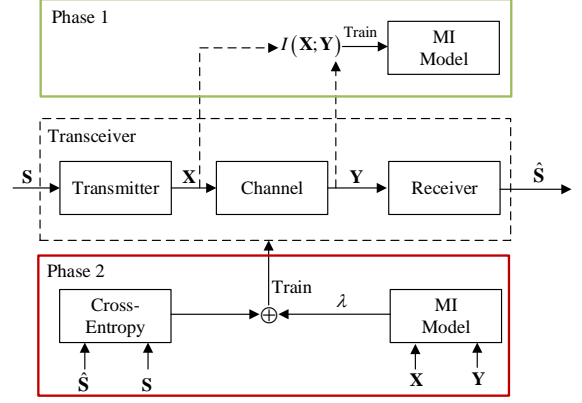 Phase 1
I(X;Y) Train MI
Model
Transceiver
S Transmitter X Channel Y Receiver Ŝ
Phase 2
Train
Cross-
Entropy
⊕ λ MI
Model
Ŝ S X Y